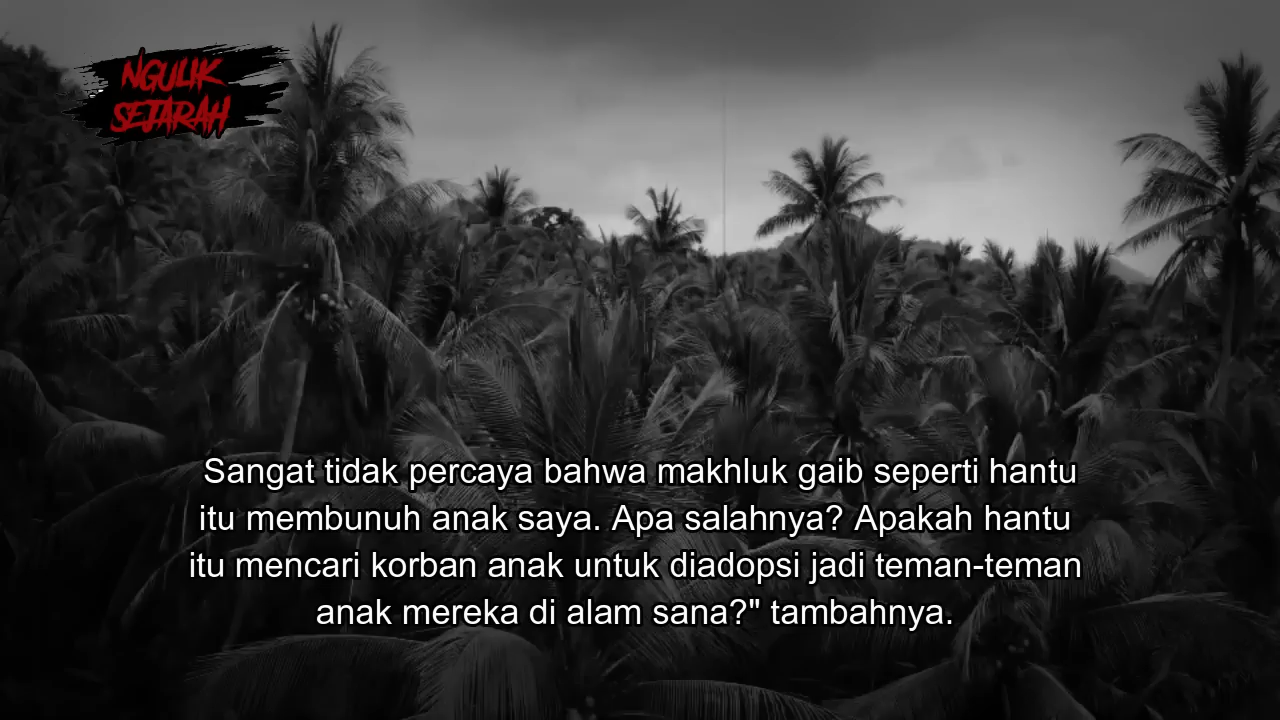 NGULIK
SEJARAH
Sangat tidak percaya bahwa makhluk gaib seperti hantu
itu membunuh anak saya. Apa salahnya? Apakah hantu
itu mencari korban anak untuk diadopsi jadi teman-teman
anak mereka di alam sana?" tambahnya.